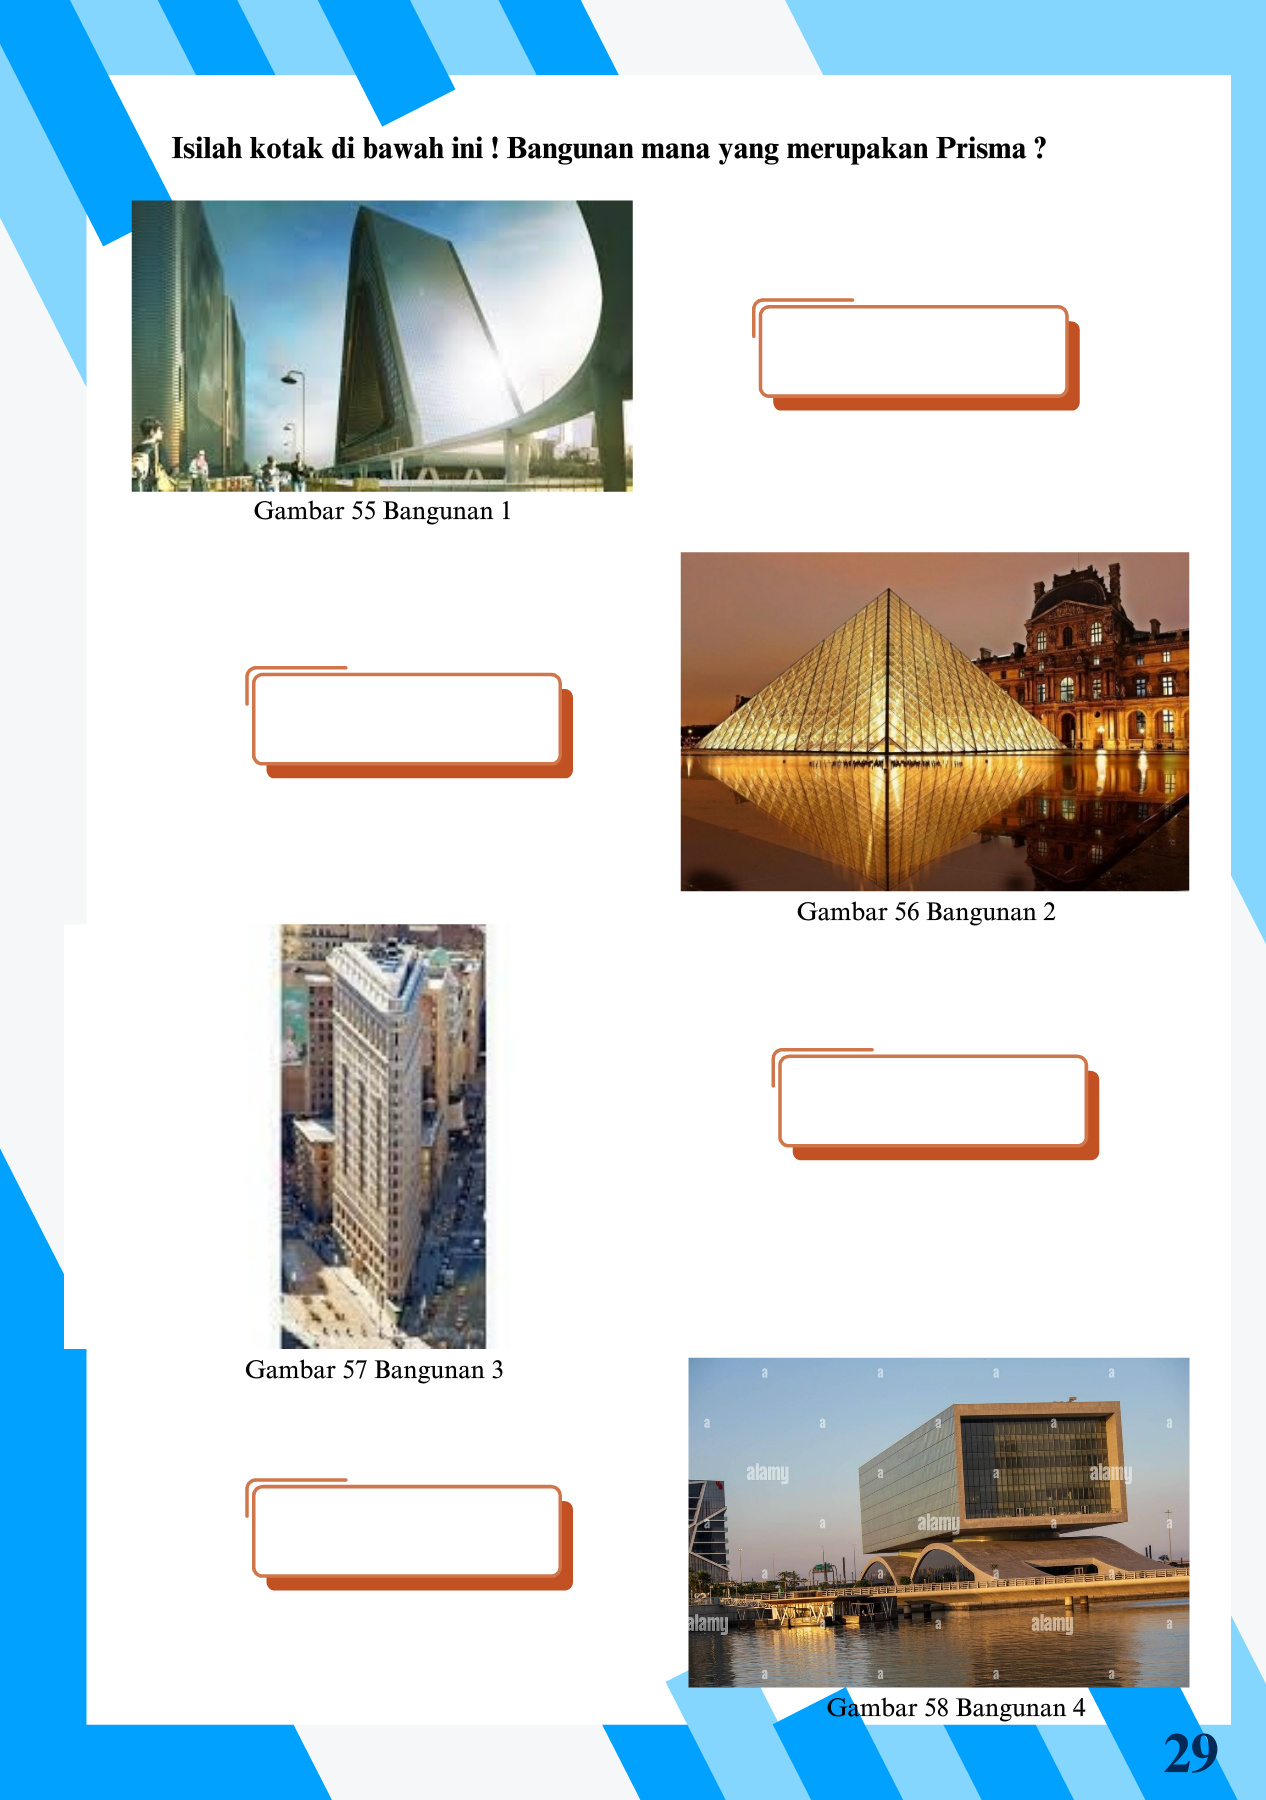 Isilah kotak di bawah ini ! Bangunan mana yang merupakan Prisma ?
Gambar 55 Bangunan 1
Gambar 56 Bangunan 2
Gambar 57 Bangunan 3
a a a a
a a a a a
alamy a a alamy
a a alamy a a
a a a a
alamy a a alamy a
a a a a
Gambar 58 Bangunan 4
29